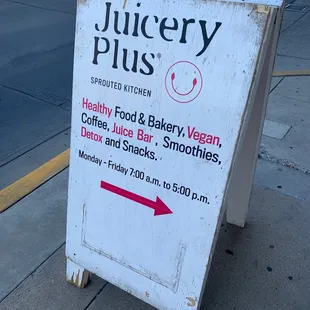 Juicery
Plus
SPROUTED KITCHEN
Healthy Food & Bakery, Vegan,
Coffee, Juice Bar, Smoothies,
Detox and Snacks.
Monday - Friday 7:00 a.m. to 5:00 p.m.